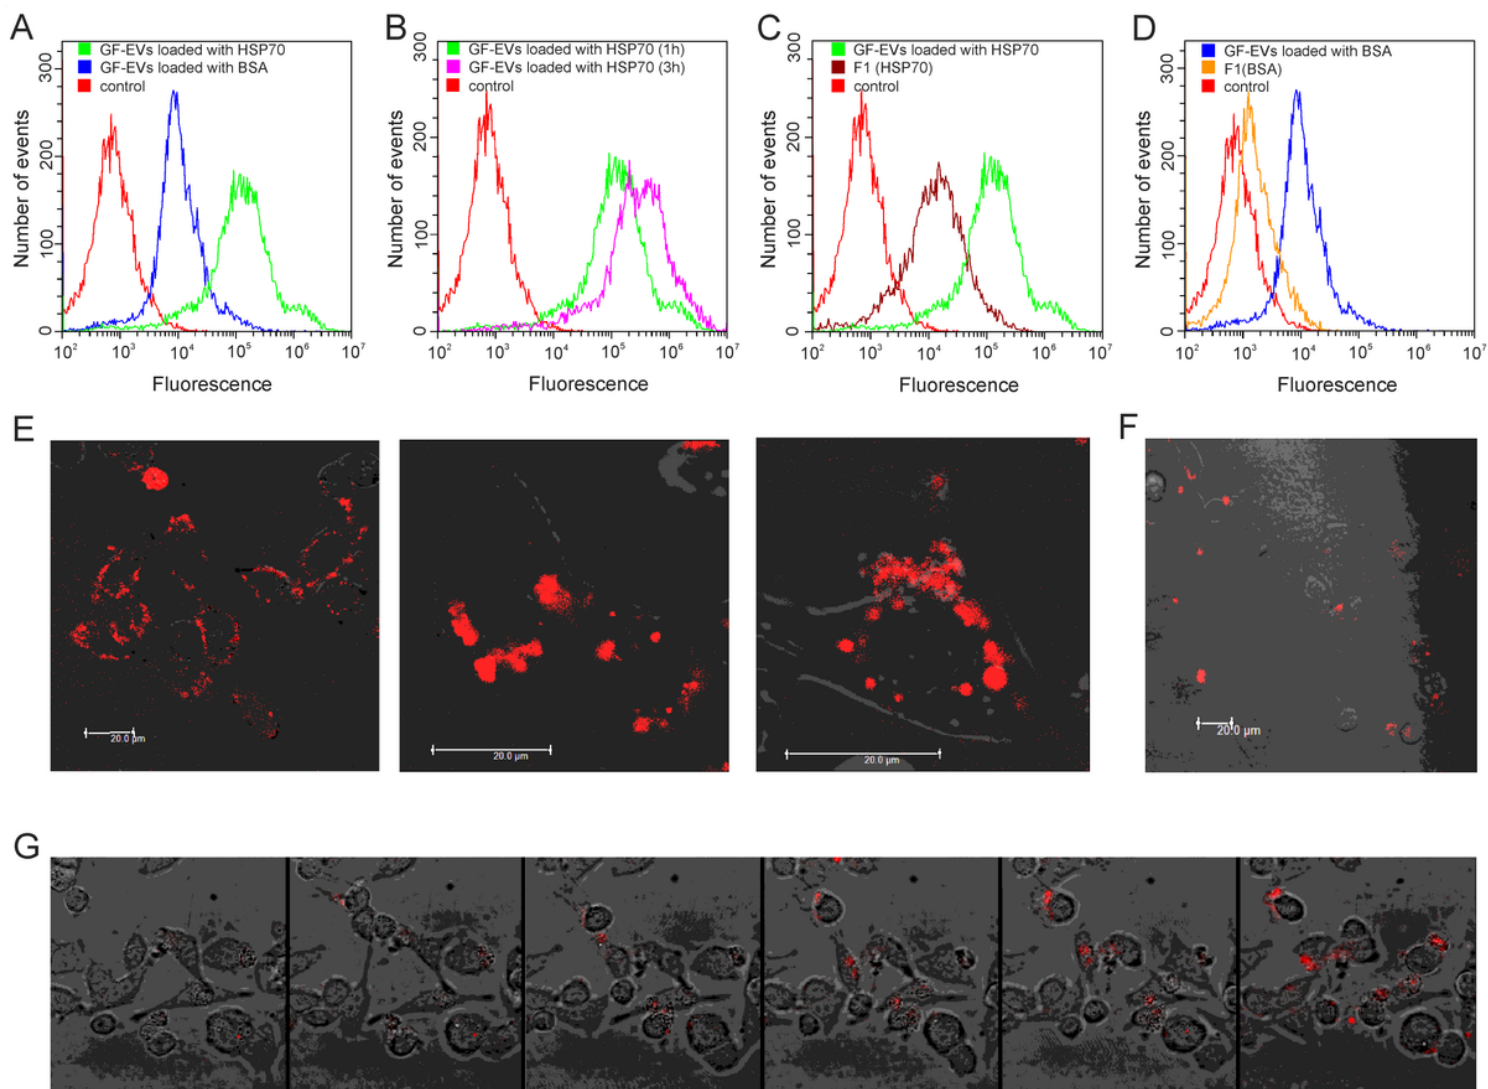 A
GF-EVs loaded with HSP70
GF-EVs loaded with BSA
control
Number of events
0
100
200
300
10² 10³ 10⁴ 10⁵ 10⁶ 10⁷
Fluorescence
B
GF-EVs loaded with HSP70 (1h)
GF-EVs loaded with HSP70 (3h)
control
Number of events
0
100
200
300
10² 10³ 10⁴ 10⁵ 10⁶ 10⁷
Fluorescence
C
GF-EVs loaded with HSP70
F1 (HSP70)
control
Number of events
0
100
200
300
10² 10³ 10⁴ 10⁵ 10⁶ 10⁷
Fluorescence
D
GF-EVs loaded with BSA
F1(BSA)
control
Number of events
0
100
200
300
10² 10³ 10⁴ 10⁵ 10⁶ 10⁷
Fluorescence
E
20.0 µm
20.0 µm
20.0 µm
F
20.0 µm
G